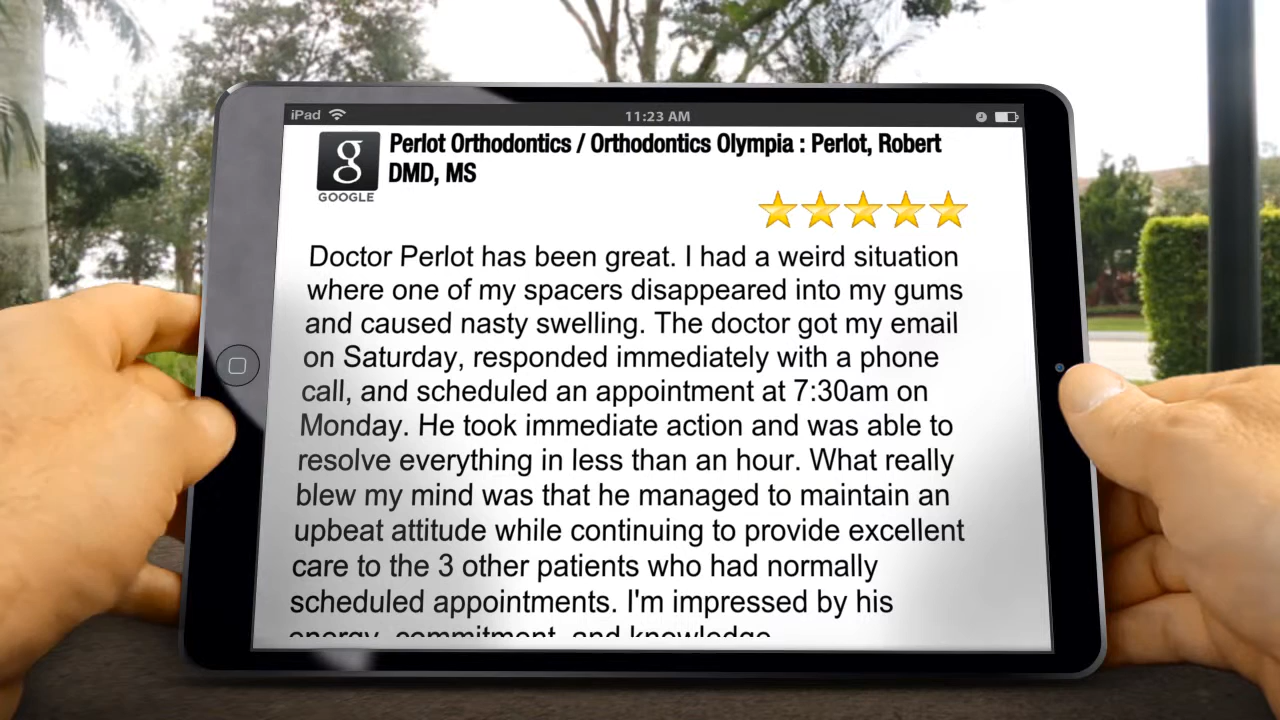 iPad
11:23 AM
g
GOOGLE
Perlot Orthodontics / Orthodontics Olympia : Perlot, Robert
DMD, MS
Doctor Perlot has been great. I had a weird situation
where one of my spacers disappeared into my gums
and caused nasty swelling. The doctor got my email
on Saturday, responded immediately with a phone
call, and scheduled an appointment at 7:30am on
Monday. He took immediate action and was able to
resolve everything in less than an hour. What really
blew my mind was that he managed to maintain an
upbeat attitude while continuing to provide excellent
care to the 3 other patients who had normally
scheduled appointments. I'm impressed by his
energy, commitment, and knowledge